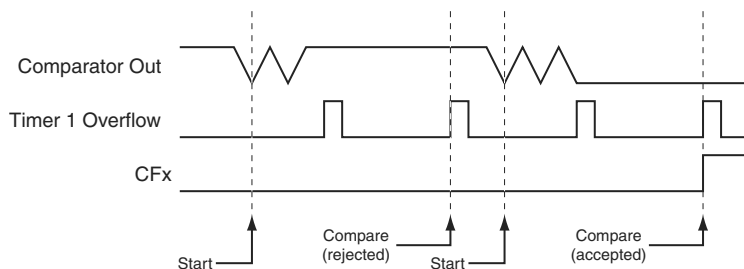 Comparator Out
Timer 1 Overflow
CFx
Start
Compare
(rejected)
Start
Compare
(accepted)